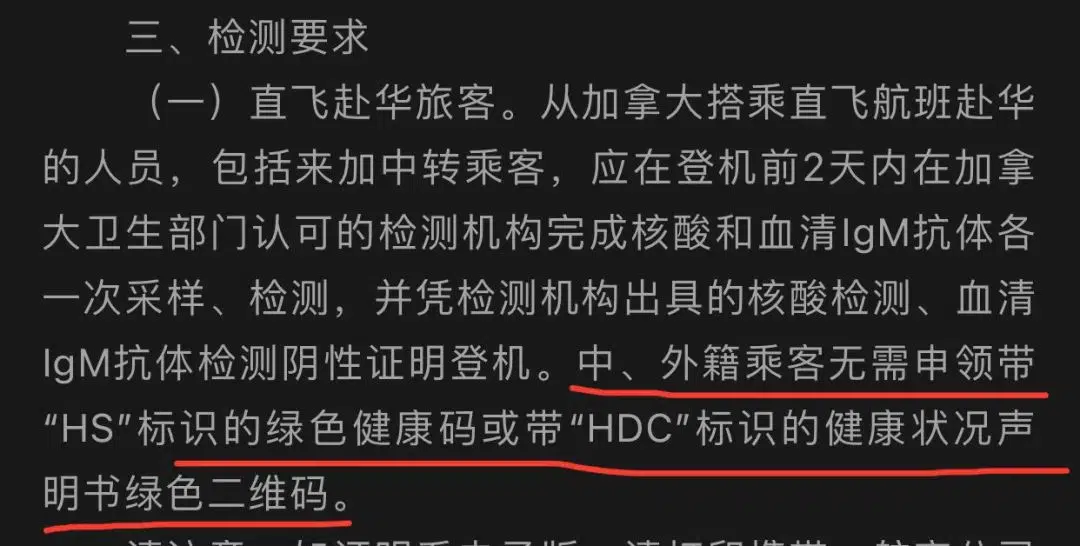 三、检测要求
（一）直飞赴华旅客。从加拿大搭乘直飞航班赴华
的人员，包括来加中转乘客，应在登机前2天内在加拿
大卫生部门认可的检测机构完成核酸和血清IgM抗体各
一次采样、检测，并凭检测机构出具的核酸检测、血清
IgM抗体检测阴性证明登机。中、外籍乘客无需申领带
“HS”标识的绿色健康码或带“HDC”标识的健康状况声
明书绿色二维码。